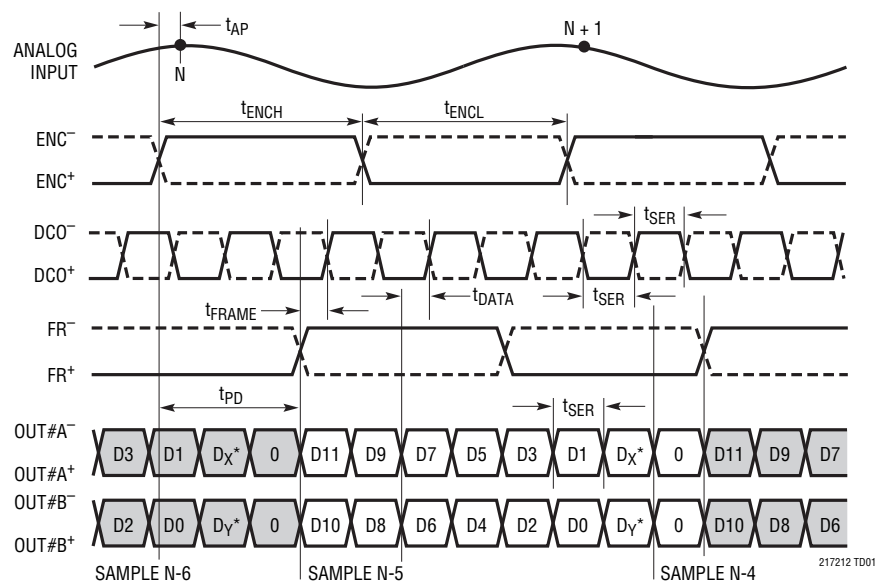 tAP
N + 1
ANALOG
INPUT
N
tENCH
tENCL
ENC–
ENC+
tSER
DCO–
DCO+
tFRAME
tDATA
tSER
FR–
FR+
tPD
tSER
OUT#A–
D3 D1 DX* 0 D11 D9 D7 D5 D3 D1 DX* 0 D11 D9 D7
OUT#A+
OUT#B–
D2 D0 DY* 0 D10 D8 D6 D4 D2 D0 DY* 0 D10 D8 D6
OUT#B+
SAMPLE N-6 SAMPLE N-5 SAMPLE N-4
217212 TD01